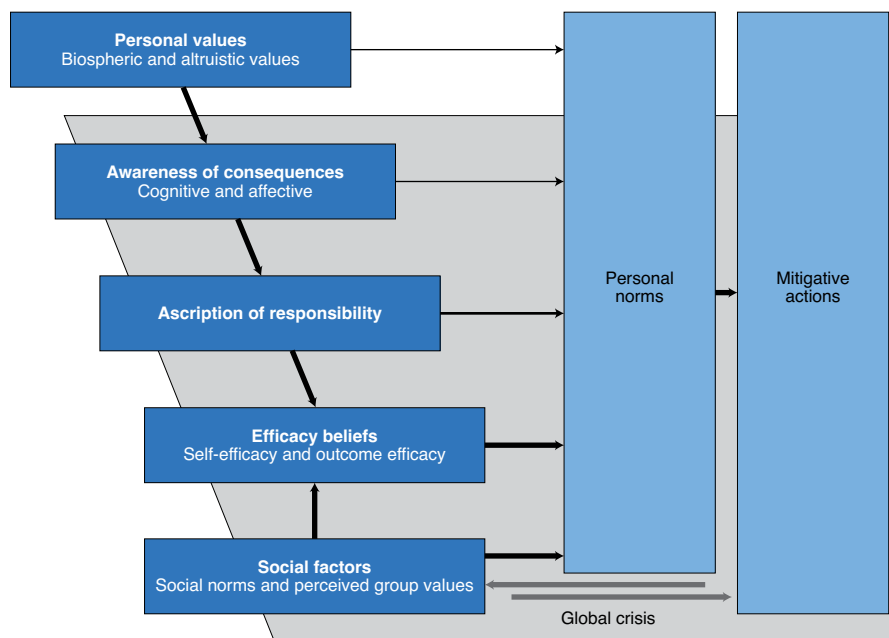 Personal values
Biospheric and altruistic values
Awareness of consequences
Cognitive and affective
Ascription of responsibility
Efficacy beliefs
Self-efficacy and outcome efficacy
Social factors
Social norms and perceived group values
Personal
norms
Mitigative
actions
Global crisis